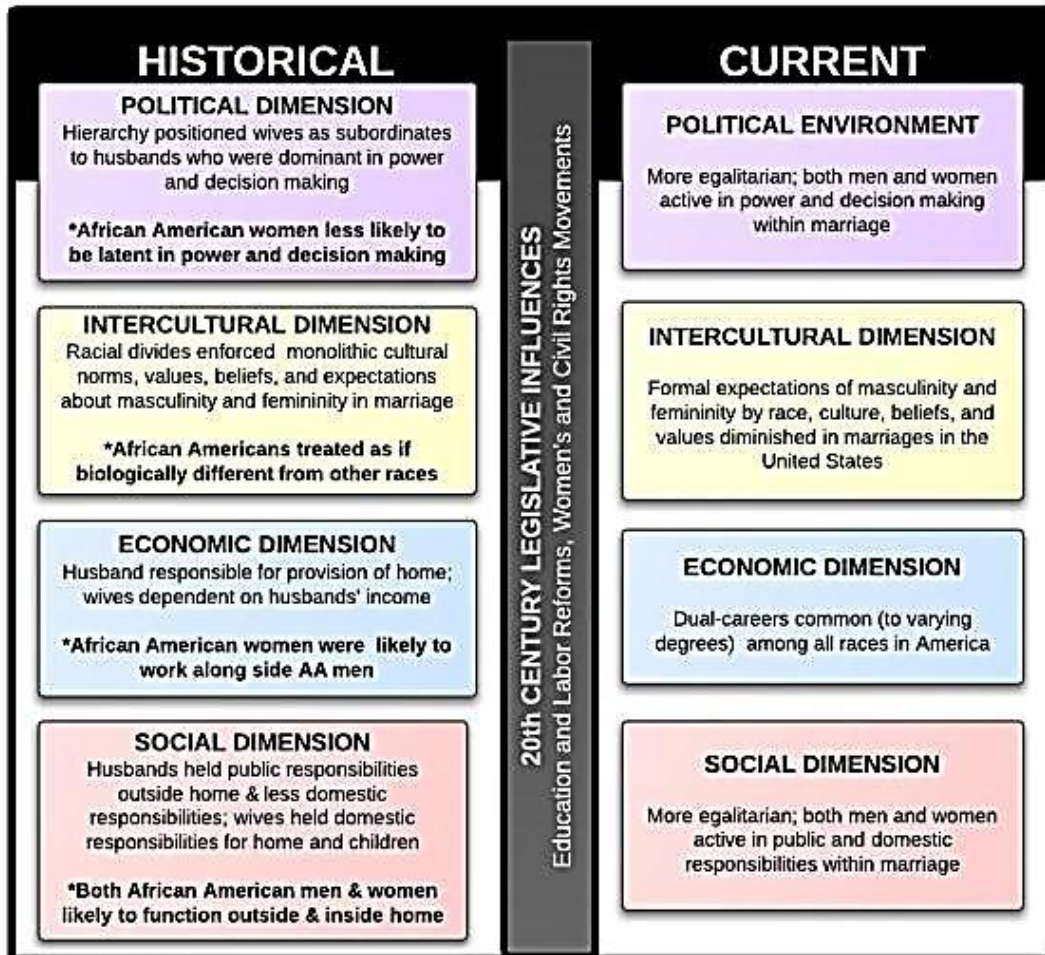 HISTORICAL
POLITICAL DIMENSION
Hierarchy positioned wives as subordinates
to husbands who were dominant in power
and decision making
*African American women less likely to
be latent in power and decision making
INTERCULTURAL DIMENSION
Racial divides enforced monolithic cultural
norms, values, beliefs, and expectations
about masculinity and femininity in marriage
*African Americans treated as if
biologically different from other races
ECONOMIC DIMENSION
Husband responsible for provision of home;
wives dependent on husbands' income
*African American women were likely to
work along side AA men
SOCIAL DIMENSION
Husbands held public responsibilities
outside home & less domestic
responsibilities; wives held domestic
responsibilities for home and children
*Both African American men & women
likely to function outside & inside home
20th CENTURY LEGISLATIVE INFLUENCES
Education and Labor Reforms, Women's and Civil Rights Movements
CURRENT
POLITICAL ENVIRONMENT
More egalitarian; both men and women
active in power and decision making
within marriage
INTERCULTURAL DIMENSION
Formal expectations of masculinity and
femininity by race, culture, beliefs, and
values diminished in marriages in the
United States
ECONOMIC DIMENSION
Dual-careers common (to varying
degrees) among all races in America
SOCIAL DIMENSION
More egalitarian; both men and women
active in public and domestic
responsibilities within marriage